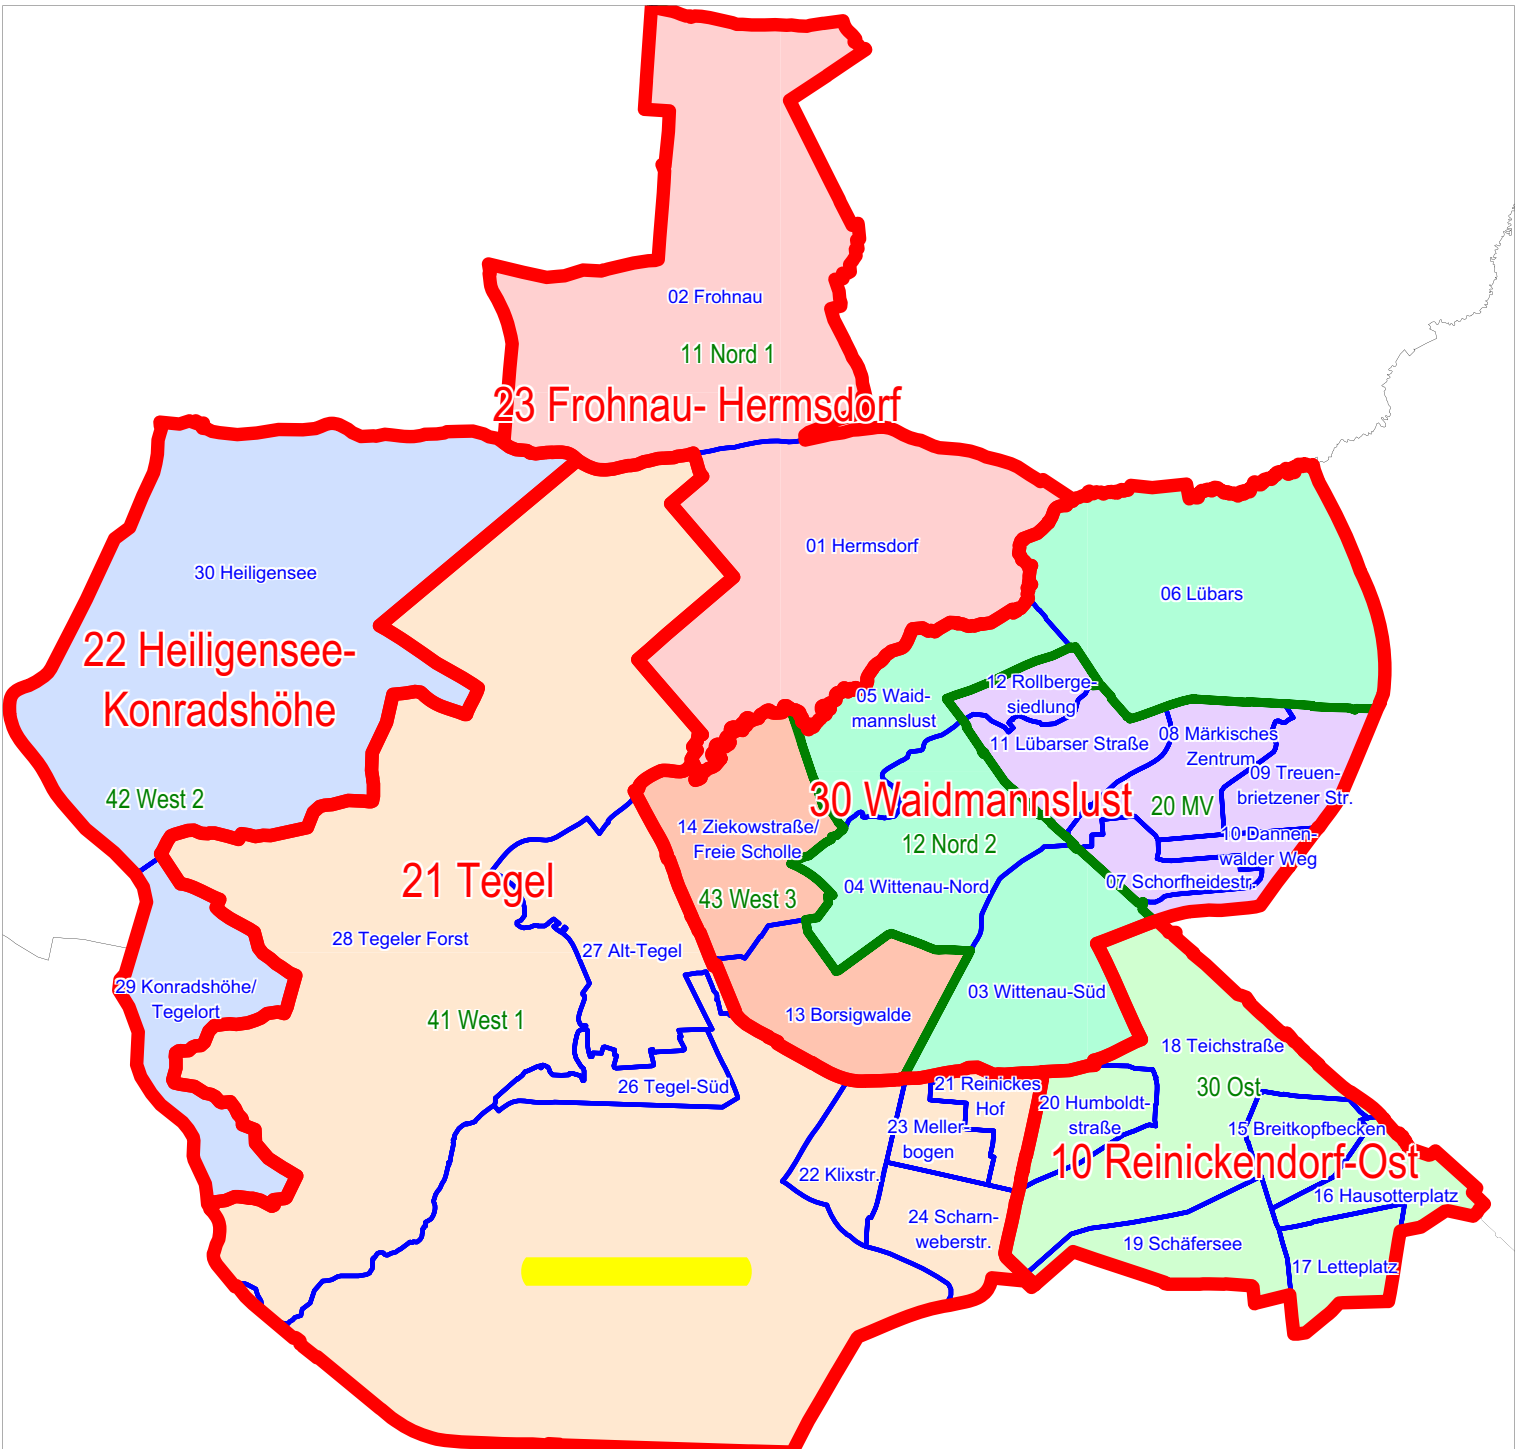 02 Frohnau
11 Nord 1
23 Frohnau- Hermsdorf
01 Hermsdorf
30 Heiligensee
06 Lübars
22 Heiligensee-
Konradshöhe
05 Waid-
mannslust
12 Rollberge-
siedlung
11 Lübarser Straße
08 Märkisches
Zentrum
09 Treuen-
brietzener Str.
42 West 2
30 Waidmannslust
20 MV
14 Ziekowstraße/
Freie Scholle
12 Nord 2
10 Dannen-
walder Weg
21 Tegel
43 West 3
04 Wittenau-Nord
07 Schorfheidestr.
28 Tegeler Forst
27 Alt-Tegel
29 Konradshöhe/
Tegelort
03 Wittenau-Süd
41 West 1
13 Borsigwalde
18 Teichstraße
26 Tegel-Süd
21 Reinickes
Hof
30 Ost
20 Humboldt-
straße
23 Meller-
bogen
15 Breitkopfbecken
10 Reinickendorf-Ost
22 Klixstr.
16 Hausotterplatz
24 Scharn-
weberstr.
19 Schäfersee
17 Letteplatz